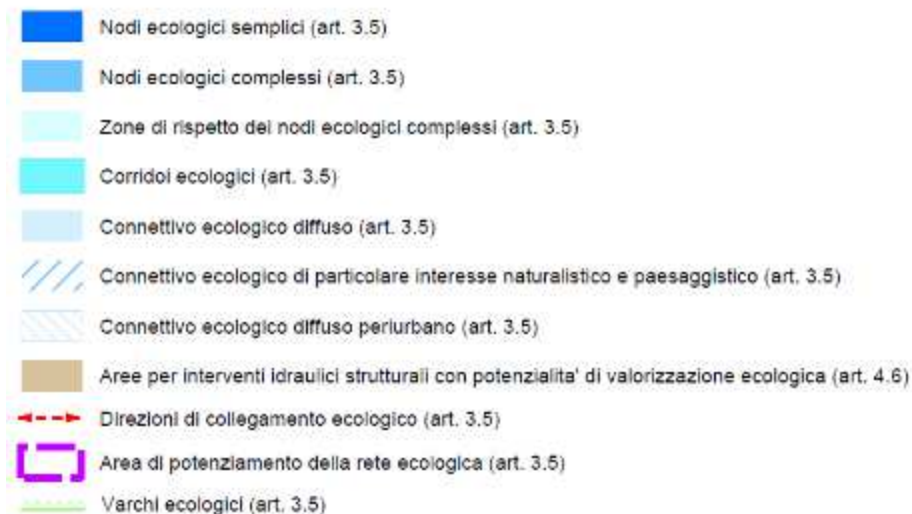 Nodi ecologici semplici (art. 3.5)
Nodi ecologici complessi (art. 3.5)
Zone di rispetto dei nodi ecologici complessi (art. 3.5)
Corridoi ecologici (art. 3.5)
Connettivo ecologico diffuso (art. 3.5)
Connettivo ecologico di particolare interesse naturalistico e paesaggistico (art. 3.5)
Connettivo ecologico diffuso periurbano (art. 3.5)
Aree per interventi idraulici strutturali con potenzialita' di valorizzazione ecologica (art. 4.6)
Direzioni di collegamento ecologico (art. 3.5)
Area di potenziamento della rete ecologica (art. 3.5)
Varchi ecologici (art. 3.5)